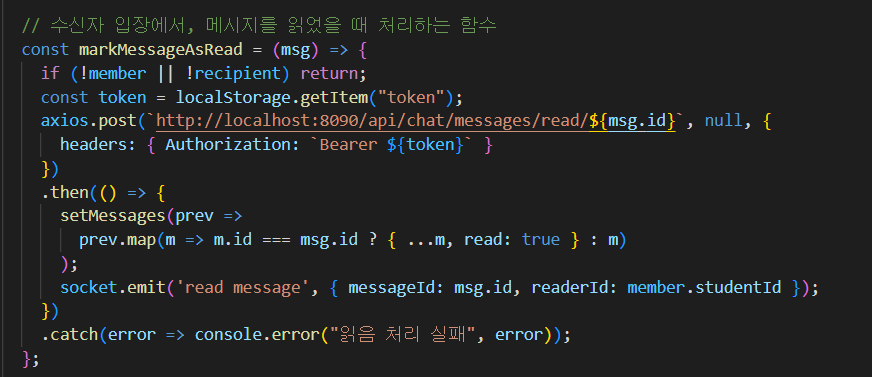 // 수신자 입장에서, 메시지를 읽었을 때 처리하는 함수
const markMessageAsRead = (msg) => {
  if (!member || !recipient) return;
  const token = localStorage.getItem("token");
  axios.post(`http://localhost:8090/api/chat/messages/read/${msg.id}`, null, {
    headers: { Authorization: `Bearer ${token}` }
  })
  .then(() => {
    setMessages(prev =>
      prev.map(m => m.id === msg.id ? { ...m, read: true } : m)
    );
    socket.emit('read message', { messageId: msg.id, readerId: member.studentId });
  })
  .catch(error => console.error("읽음 처리 실패", error));
};